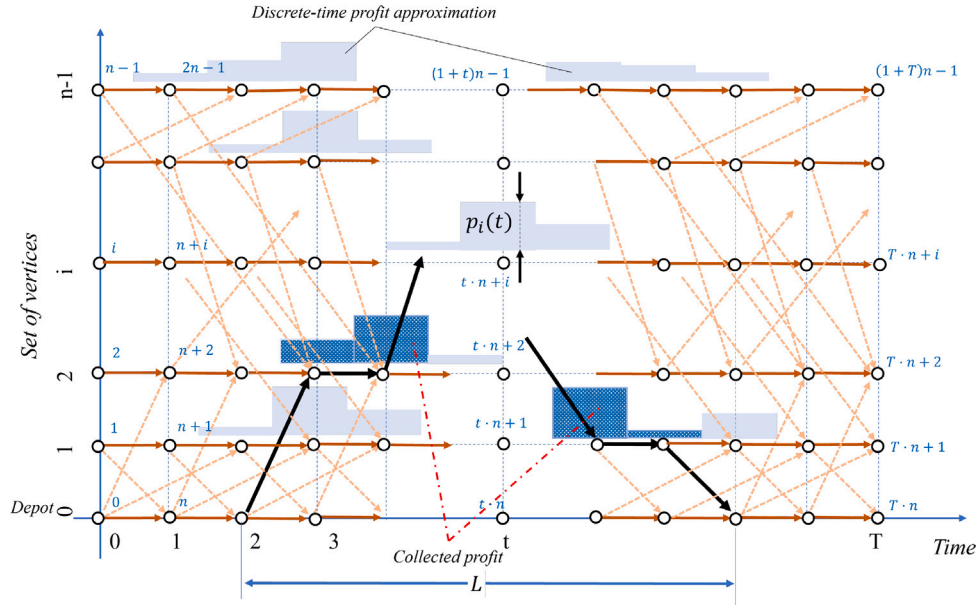 Discrete-time profit approximation
n-1
n − 1
2n − 1
(1 + t)n − 1
(1 + T)n − 1
p_i(t)
Set of vertices
i
i
n + i
t · n + i
T · n + i
2
2
n + 2
t · n + 2
T · n + 2
1
1
n + 1
t · n + 1
T · n + 1
Depot
0
0
n
t · n
T · n
0
1
2
3
t
T
Time
Collected profit
L